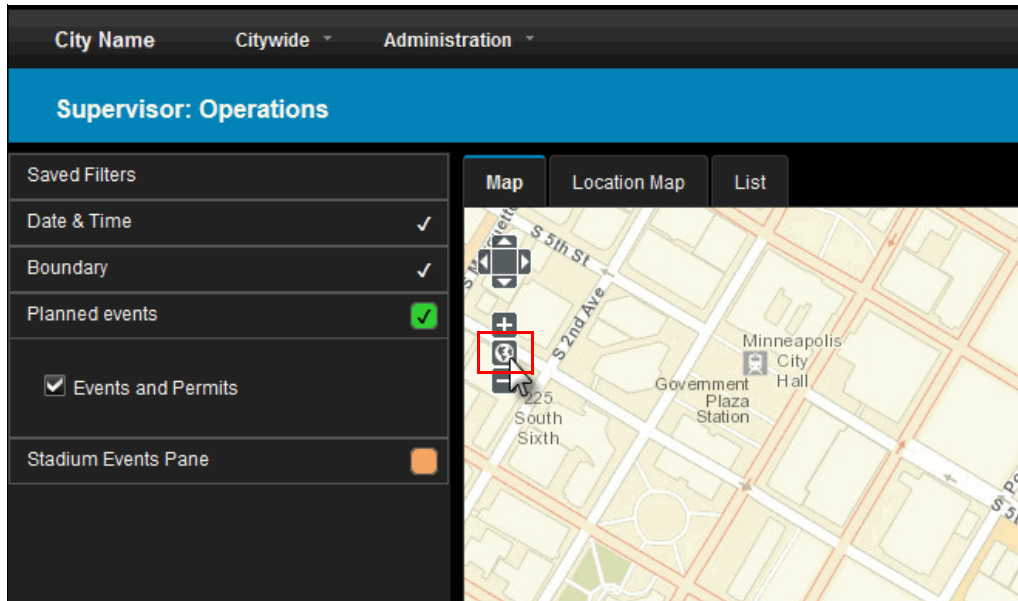 City Name Citywide Administration
Supervisor: Operations
Saved Filters
Date & Time
Boundary
Planned events
Events and Permits
Stadium Events Pane
Map Location Map List
S 5th St
S 2nd Ave
Minneapolis
City
Hall
Government
Plaza
Station
225
South
Sixth